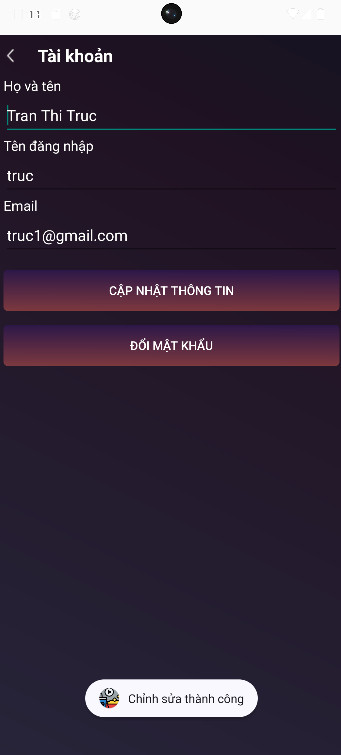 11
Tài khoản
Họ và tên
Tran Thi Truc
Tên đăng nhập
truc
Email
truc1@gmail.com
CẬP NHẬT THÔNG TIN
ĐỔI MẬT KHẨU
Chỉnh sửa thành công